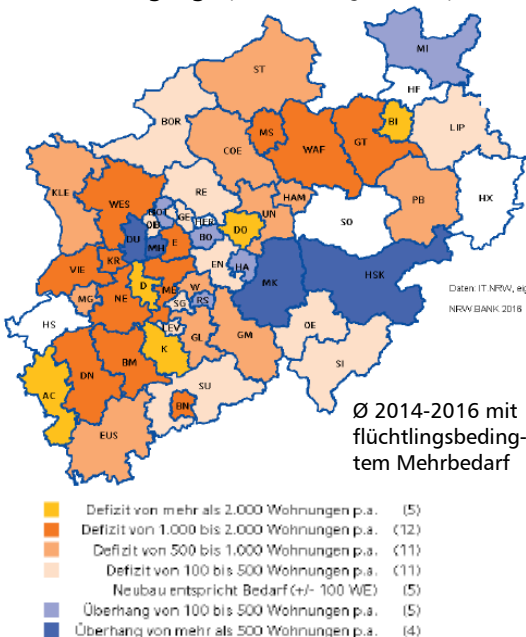 MI
ST
HF
BOR
BI
LIP
MS
WAF
GT
COE
RE
KLE
WES
HAM
PB
HX
UN
SO
GE
HER
DO
BO
DU
MH
E
EN
HA
VIE
KR
MK
HSK
D
ME
W
NE
MG
SG
RS
Daten: IT.NRW, eig
NRW.BANK 2016
HS
LEV
OE
K
GL
GM
BM
DN
SI
SU
AC
BN
EUS
Ø 2014-2016 mit
flüchtlingsbeding-
tem Mehrbedarf
Defizit von mehr als 2.000 Wohnungen p.a. (5)
Defizit von 1.000 bis 2.000 Wohnungen p.a. (12)
Defizit von 500 bis 1.000 Wohnungen p.a. (11)
Defizit von 100 bis 500 Wohnungen p.a. (11)
Neubau entspricht Bedarf (+/- 100 WE) (5)
Überhang von 100 bis 500 Wohnungen p.a. (5)
Überhang von mehr als 500 Wohnungen p.a. (4)